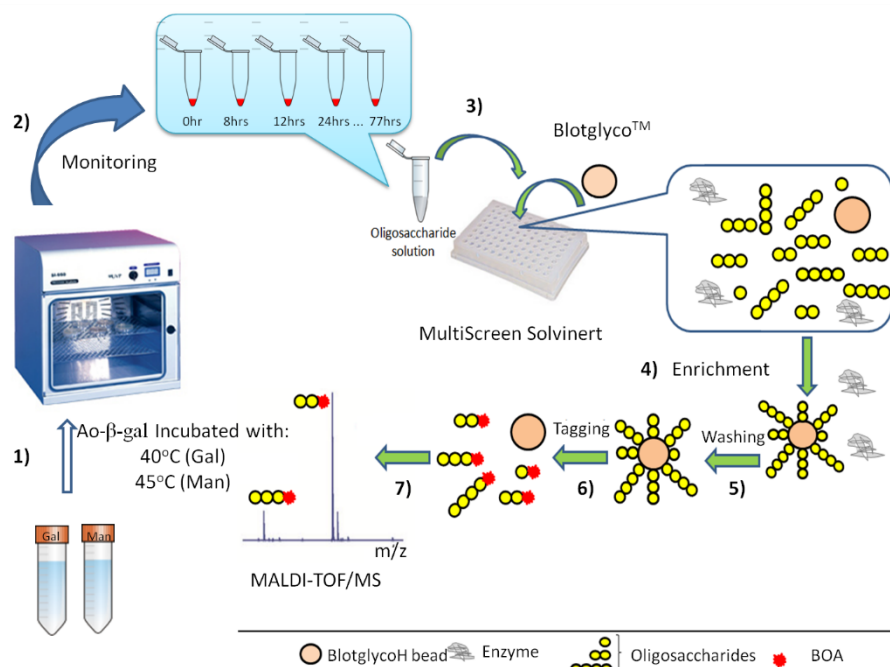 2)
Monitoring
0hr 8hrs 12hrs 24hrs ... 77hrs
3)
Blotglyco™
Oligosaccharide
solution
MultiScreen Solvinert
4) Enrichment
1)
Ao-β-gal Incubated with:
40°C (Gal)
45°C (Man)
Gal Man
Washing
5)
Tagging
6)
7)
m/z
MALDI-TOF/MS
BlotglycoH bead
Enzyme
Oligosaccharides
BOA